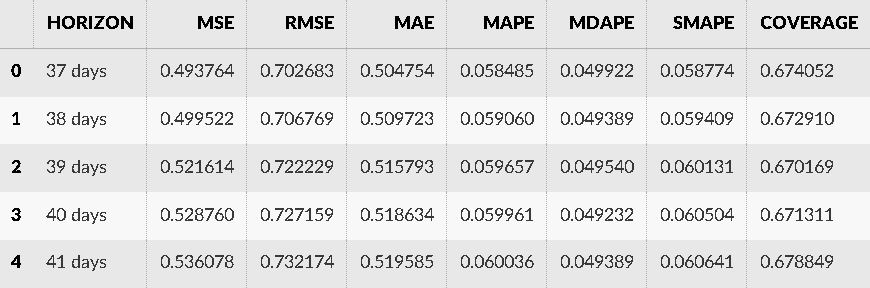 HORIZON MSE RMSE MAE MAPE MDAPE SMAPE COVERAGE
0 37 days 0.493764 0.702683 0.504754 0.058485 0.049922 0.058774 0.674052
1 38 days 0.499522 0.706769 0.509723 0.059060 0.049389 0.059409 0.672910
2 39 days 0.521614 0.722229 0.515793 0.059657 0.049540 0.060131 0.670169
3 40 days 0.528760 0.727159 0.518634 0.059961 0.049232 0.060504 0.671311
4 41 days 0.536078 0.732174 0.519585 0.060036 0.049389 0.060641 0.678849